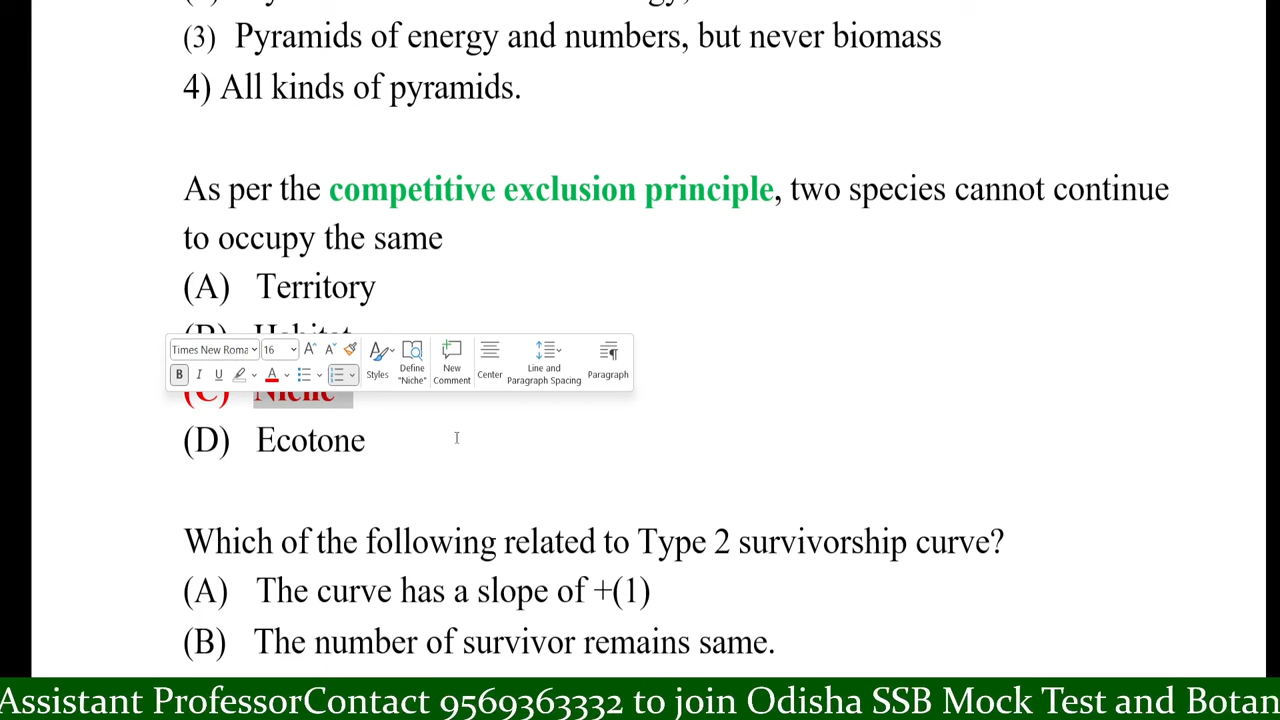 (3) Pyramids of energy and numbers, but never biomass
4) All kinds of pyramids.
As per the competitive exclusion principle, two species cannot continue
to occupy the same
(A) Territory
(B) Habitat
Times New Roma 16
Styles
Define
"Niche"
New
Comment
Center
Line and
Paragraph Spacing
Paragraph
B I U A
(C) Niche
(D) Ecotone
Which of the following related to Type 2 survivorship curve?
(A) The curve has a slope of +(1)
(B) The number of survivor remains same.
Assistant ProfessorContact 9569363332 to join Odisha SSB Mock Test and Botan